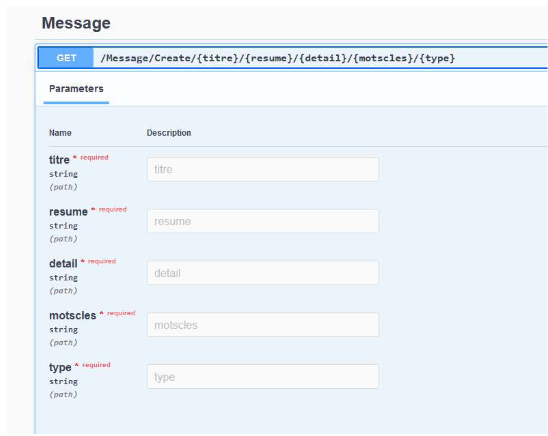 Message
GET /Message/Create/{titre}/{resume}/{detail}/{motscles}/{type}
Parameters
Name Description
titre * required
string
(path)
titre
resume * required
string
(path)
resume
detail * required
string
(path)
detail
motscles * required
string
(path)
motscles
type * required
string
(path)
type